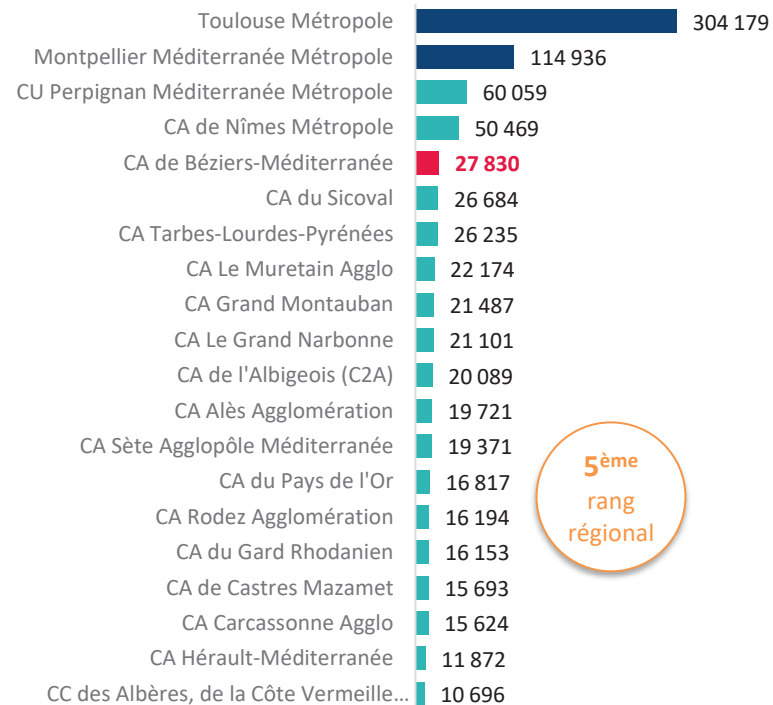 Toulouse Métropole 304 179
Montpellier Méditerranée Métropole 114 936
CU Perpignan Méditerranée Métropole 60 059
CA de Nîmes Métropole 50 469
CA de Béziers-Méditerranée 27 830
CA du Sicoval 26 684
CA Tarbes-Lourdes-Pyrénées 26 235
CA Le Muretain Agglo 22 174
CA Grand Montauban 21 487
CA Le Grand Narbonne 21 101
CA de l'Albigeois (C2A) 20 089
CA Alès Agglomération 19 721
CA Sète Agglopôle Méditerranée 19 371
CA du Pays de l'Or 16 817
CA Rodez Agglomération 16 194
CA du Gard Rhodanien 16 153
CA de Castres Mazamet 15 693
CA Carcassonne Agglo 15 624
CA Hérault-Méditerranée 11 872
CC des Albères, de la Côte Vermeille… 10 696
5ème
rang
régional